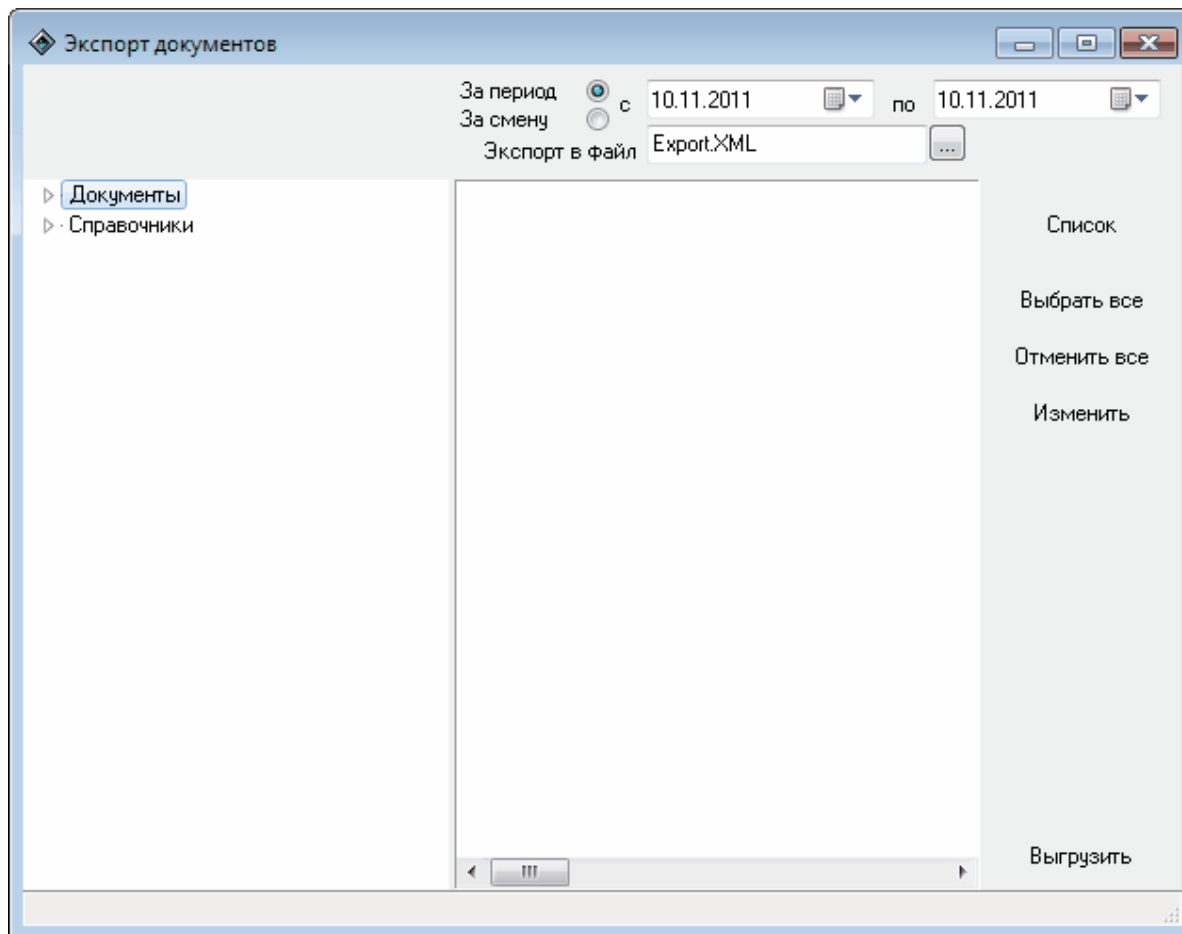 Экспорт документов
За период с 10.11.2011 по 10.11.2011
За смену
Экспорт в файл Export.XML ...
Документы
Справочники
Список
Выбрать все
Отменить все
Изменить
Выгрузить